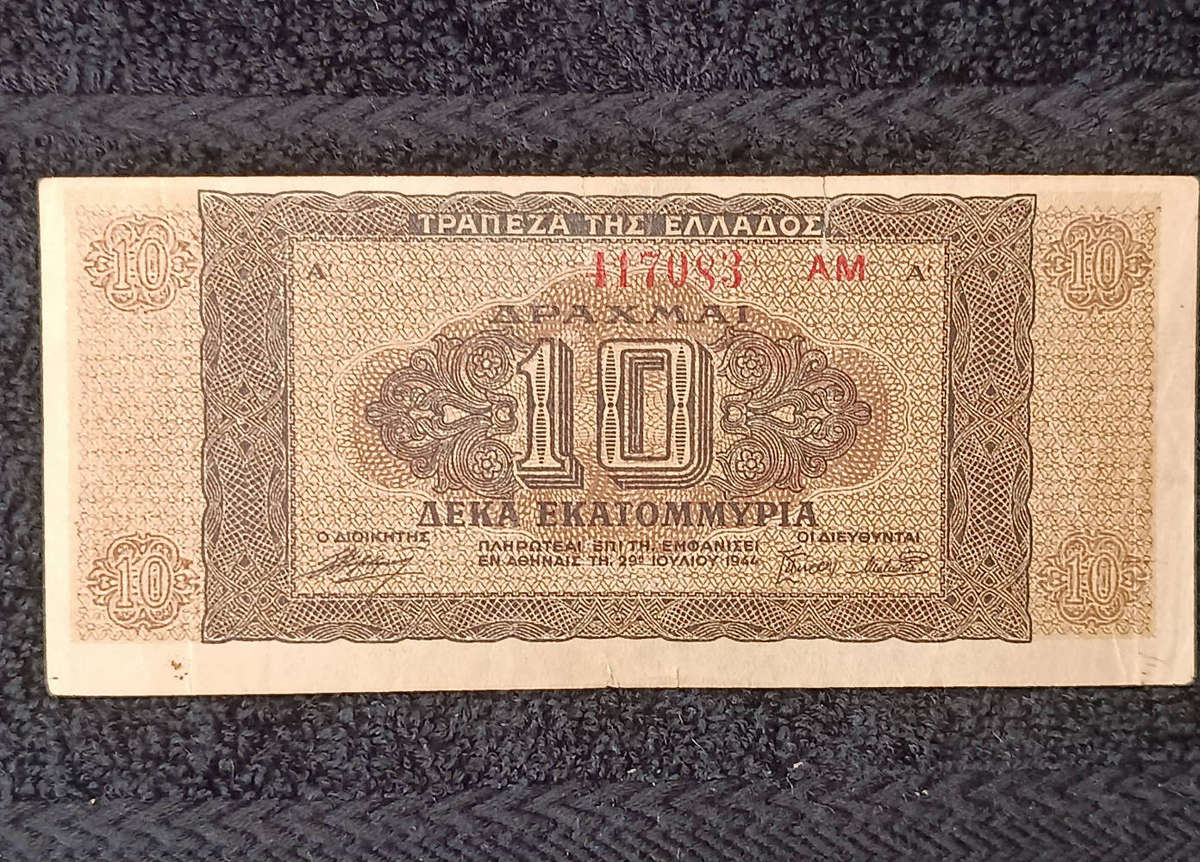 ΤΡΑΠΕΖΑ ΤΗΣ ΕΛΛΑΔΟΣ
10 10
Α' 117083 ΑΜ Α'
ΔΡΑΧΜΑΙ
10
ΔΕΚΑ ΕΚΑΤΟΜΜΥΡΙΑ
Ο ΔΙΟΙΚΗΤΗΣ ΟΙ ΔΙΕΥΘΥΝΤΑΙ
ΠΛΗΡΩΤΕΑΙ ΕΠΙ ΤΗ, ΕΜΦΑΝΙΣΕΙ
ΕΝ ΑΘΗΝΑΙΣ ΤΗ, 29ῃ ΙΟΥΛΙΟΥ 1944
10 10